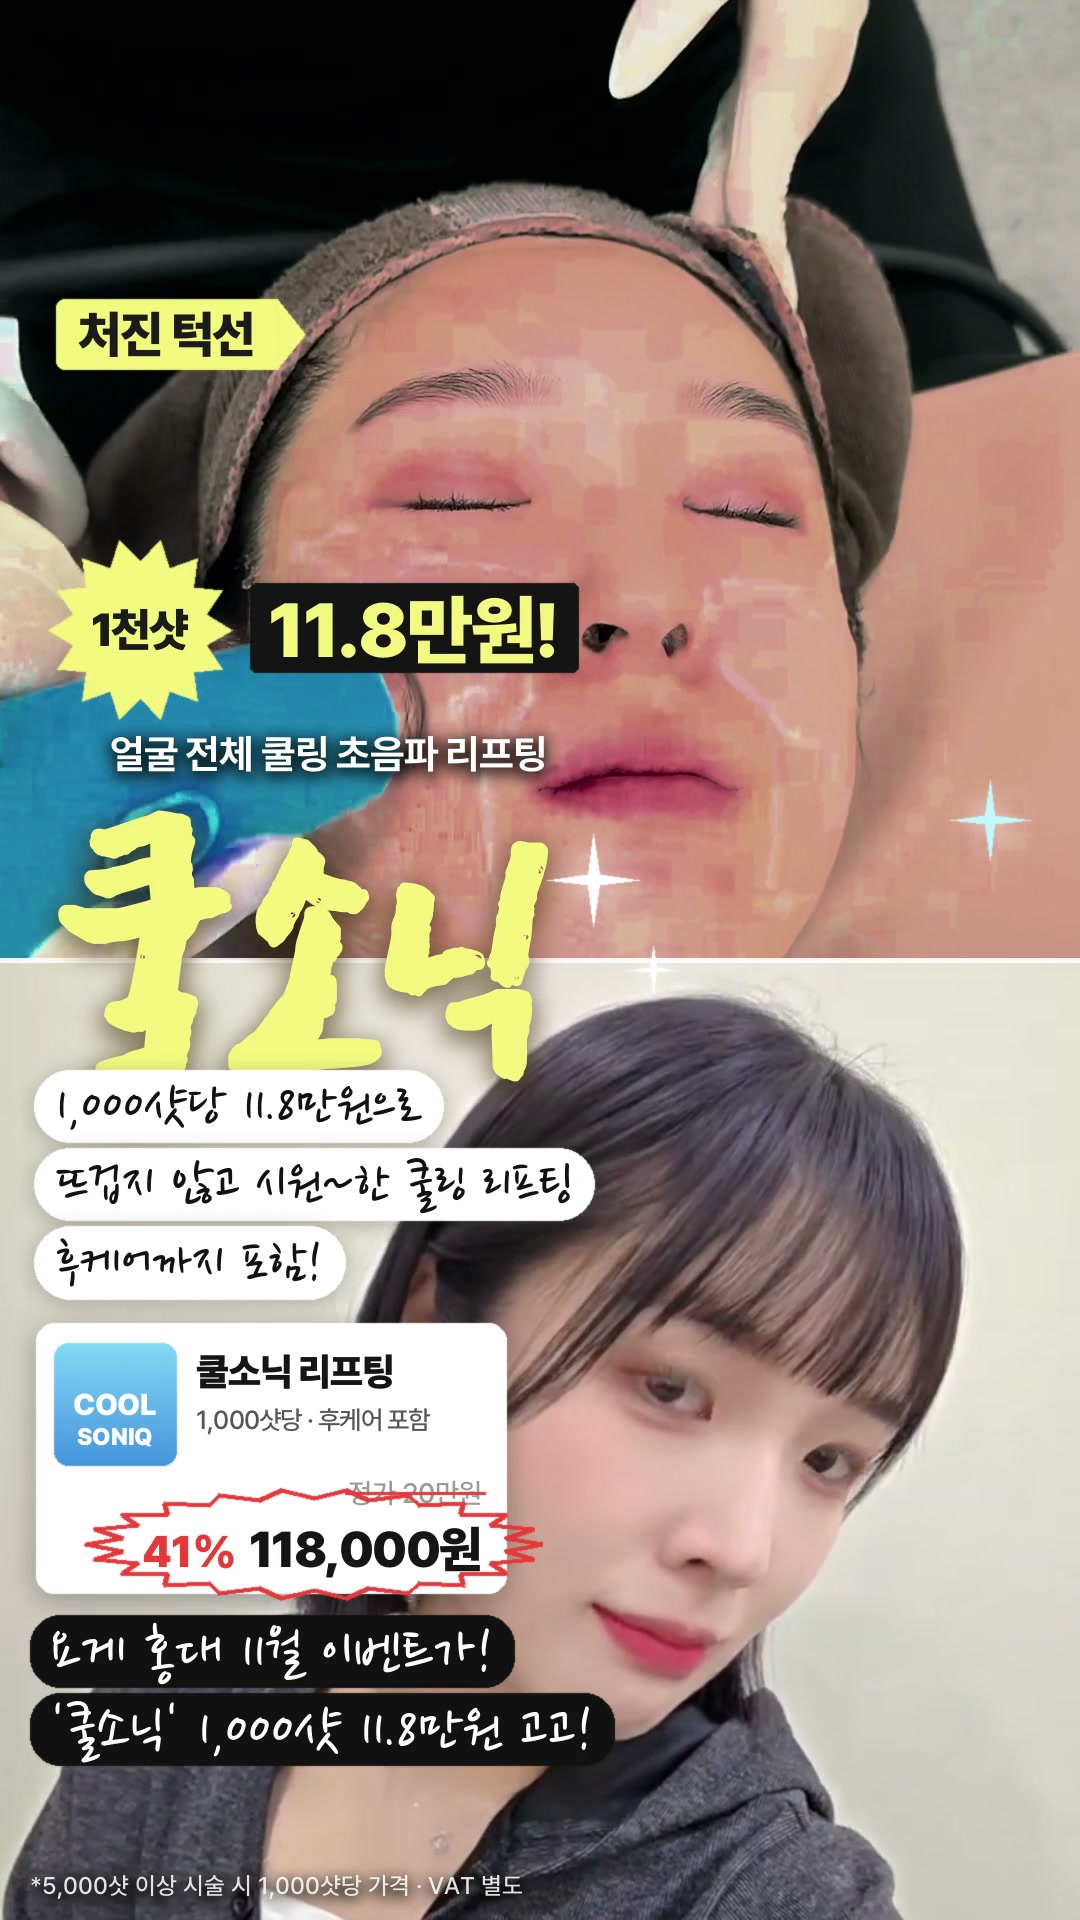 처진 턱선
1천샷
11.8만원!
얼굴 전체 쿨링 초음파 리프팅
쿨소닉
1,000샷당 11.8만원으로
뜨겁지 않고 시원~한 쿨링 리프팅
후케어까지 포함!
COOL
SONIQ
쿨소닉 리프팅
1,000샷당 · 후케어 포함
정가 20만원
41% 118,000원
요게 홍대 11월 이벤트가!
'쿨소닉' 1,000샷 11.8만원 고고!
*5,000샷 이상 시술 시 1,000샷당 가격 · VAT 별도